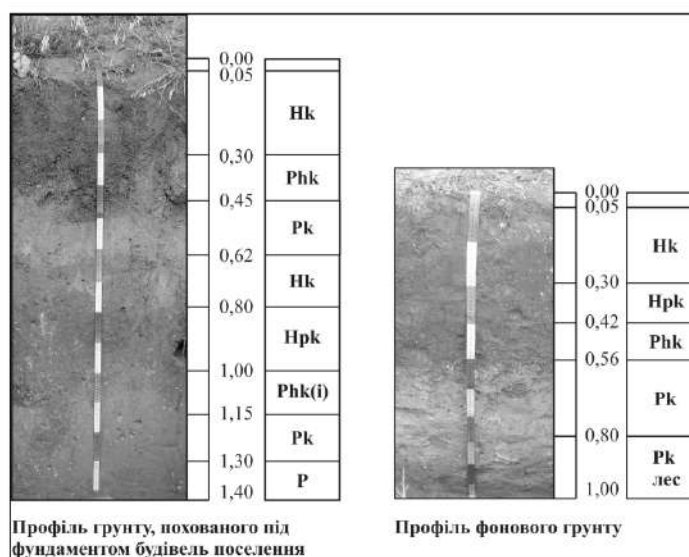 0,00
0,05
Hk
0,30
Phk
0,45
Pk
0,62
Hk
0,80
Hpk
1,00
Phk(i)
1,15
Pk
1,30
P
1,40
Профіль грунту, похованого під
фундаментом будівель поселення
0,00
0,05
Hk
0,30
Hpk
0,42
Phk
0,56
Pk
0,80
Pk
лес
1,00
Профіль фонового грунту